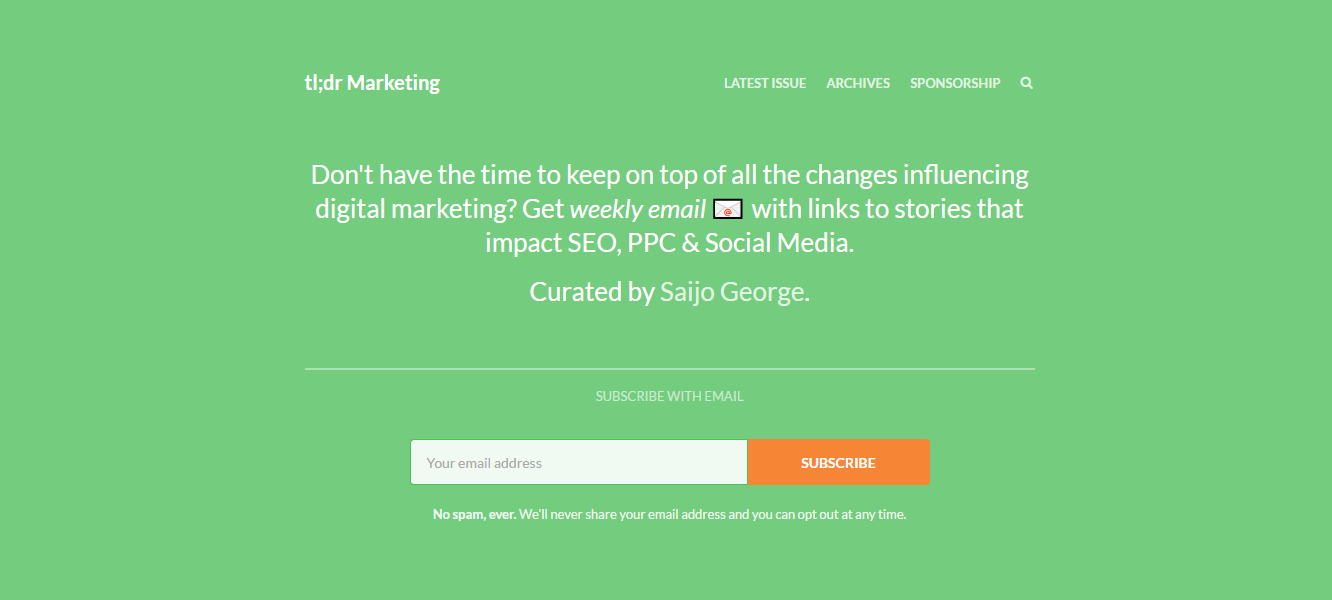 tl;dr Marketing
LATEST ISSUE ARCHIVES SPONSORSHIP
Don't have the time to keep on top of all the changes influencing
digital marketing? Get weekly email with links to stories that
impact SEO, PPC & Social Media.
Curated by Saijo George.
SUBSCRIBE WITH EMAIL
Your email address
SUBSCRIBE
No spam, ever. We'll never share your email address and you can opt out at any time.